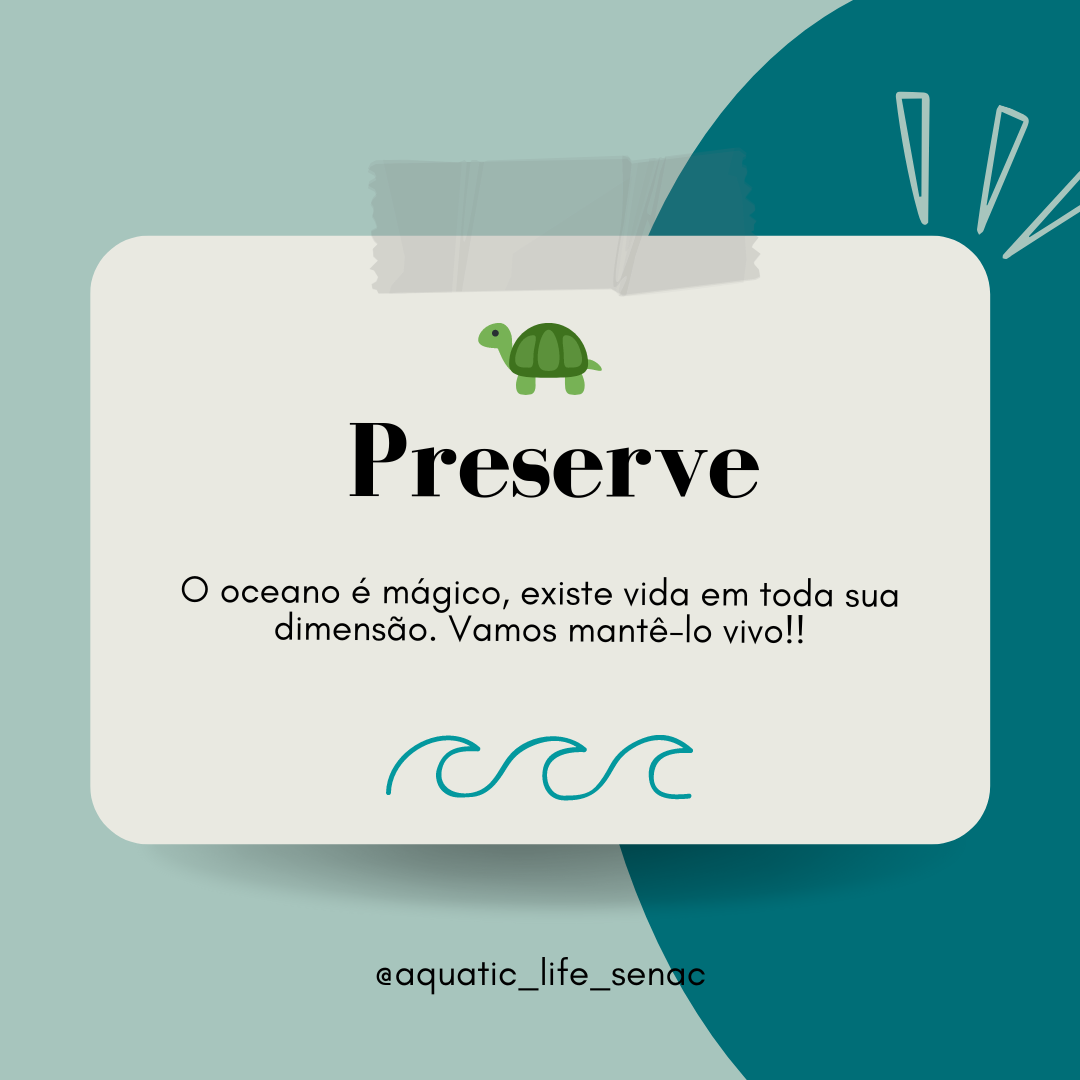 Preserve
O oceano é mágico, existe vida em toda sua
dimensão. Vamos mantê-lo vivo!!
@aquatic_life_senac